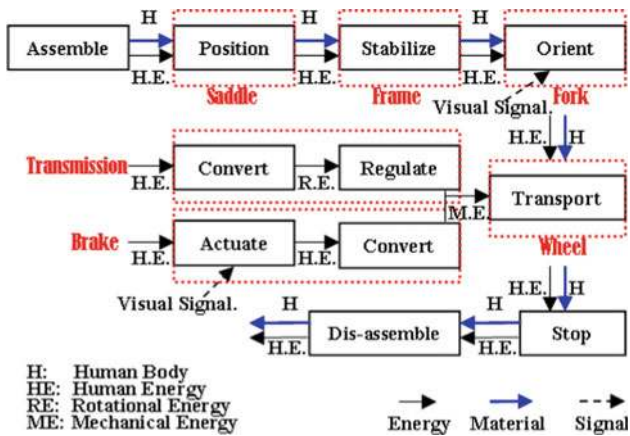 H H H
Assemble Position Stabilize Orient
H.E. H.E. H.E.
Saddle Frame Fork
Visual Signal.
H.E. H
Transmission Convert Regulate
H.E. R.E.
Transport
M.E.
Brake Actuate Convert
H.E. H.E.
Wheel
Visual Signal.
H.E. H
H H
Dis-assemble Stop
H.E. H.E.
H: Human Body
HE: Human Energy
RE: Rotational Energy
ME: Mechanical Energy
Energy Material Signal